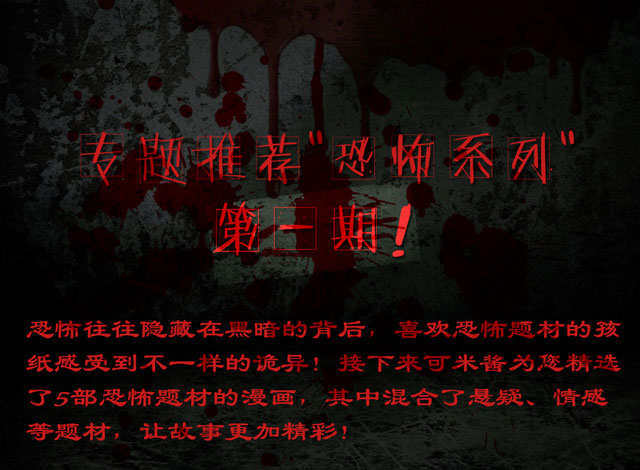 专题推荐"恐怖系列"
第一期!
恐怖往往隐藏在黑暗的背后，喜欢恐怖题材的孩
纸感受到不一样的诡异！接下来可米酱为您精选
了5部恐怖题材的漫画，其中混合了悬疑、情感
等题材，让故事更加精彩！